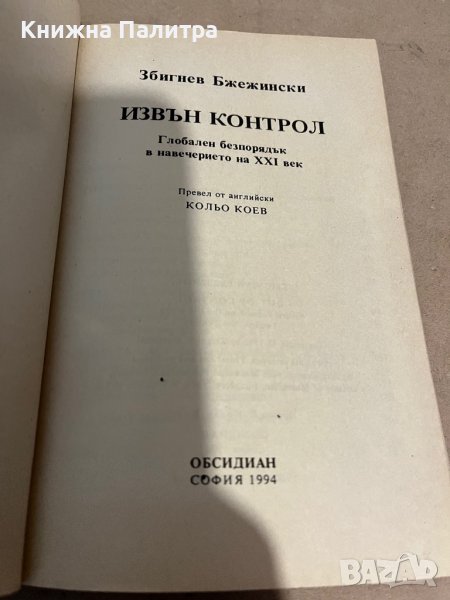 Книжна Палитра
Збигнев Бжежински
ИЗВЪН КОНТРОЛ
Глобален безпорядък
в навечерието на XXI век
Превел от английски
КОЛЬО КОЕВ
ОБСИДИАН
СОФИЯ 1994
BAZAR